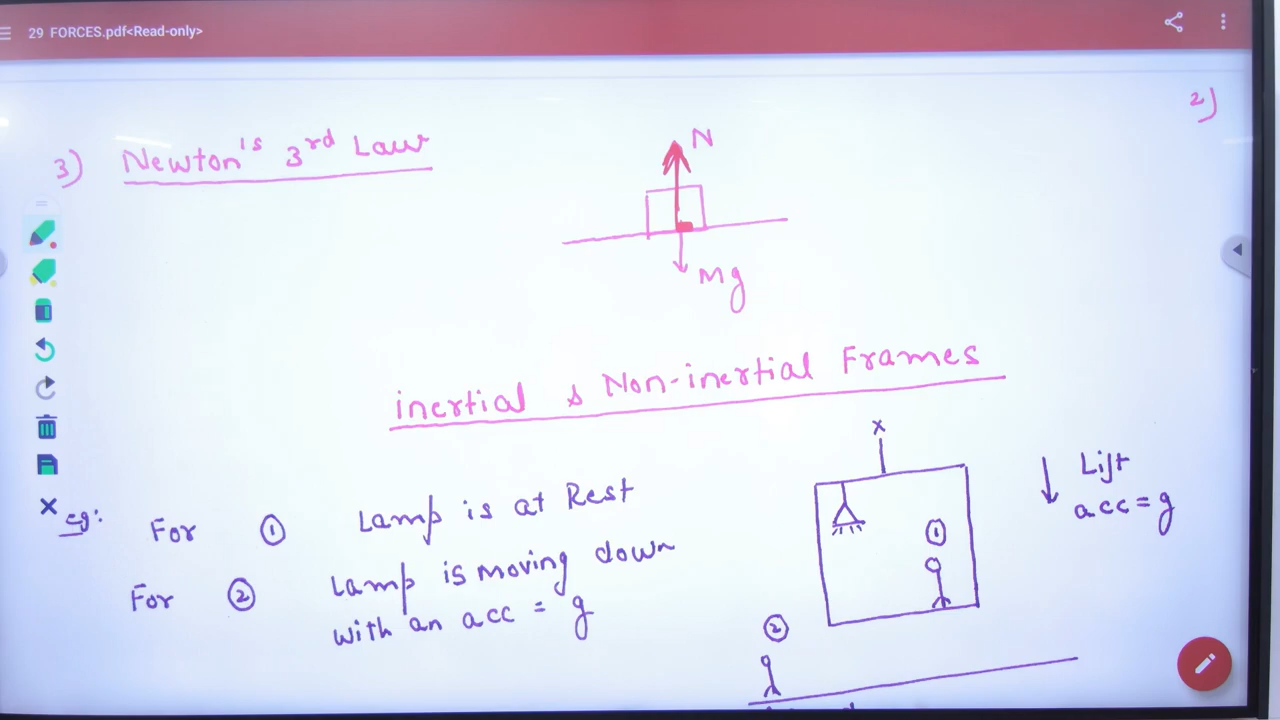 29 FORCES.pdf<Read-only>
2)
3) Newton's 3rd Law
N
Mg
inertial & Non-inertial Frames
x
Lift
acc = g
eg: For ① Lamp is at Rest
①
For ② Lamp is moving down
with an acc = g
②